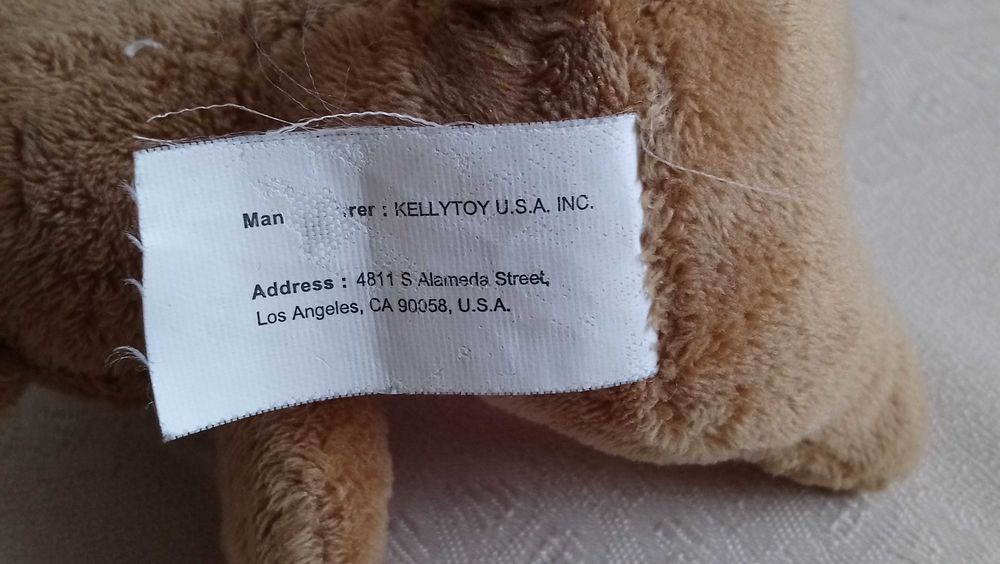 Man rer : KELLYTOY U.S.A. INC.
Address : 4811 S Alameda Street,
Los Angeles, CA 90058, U.S.A.